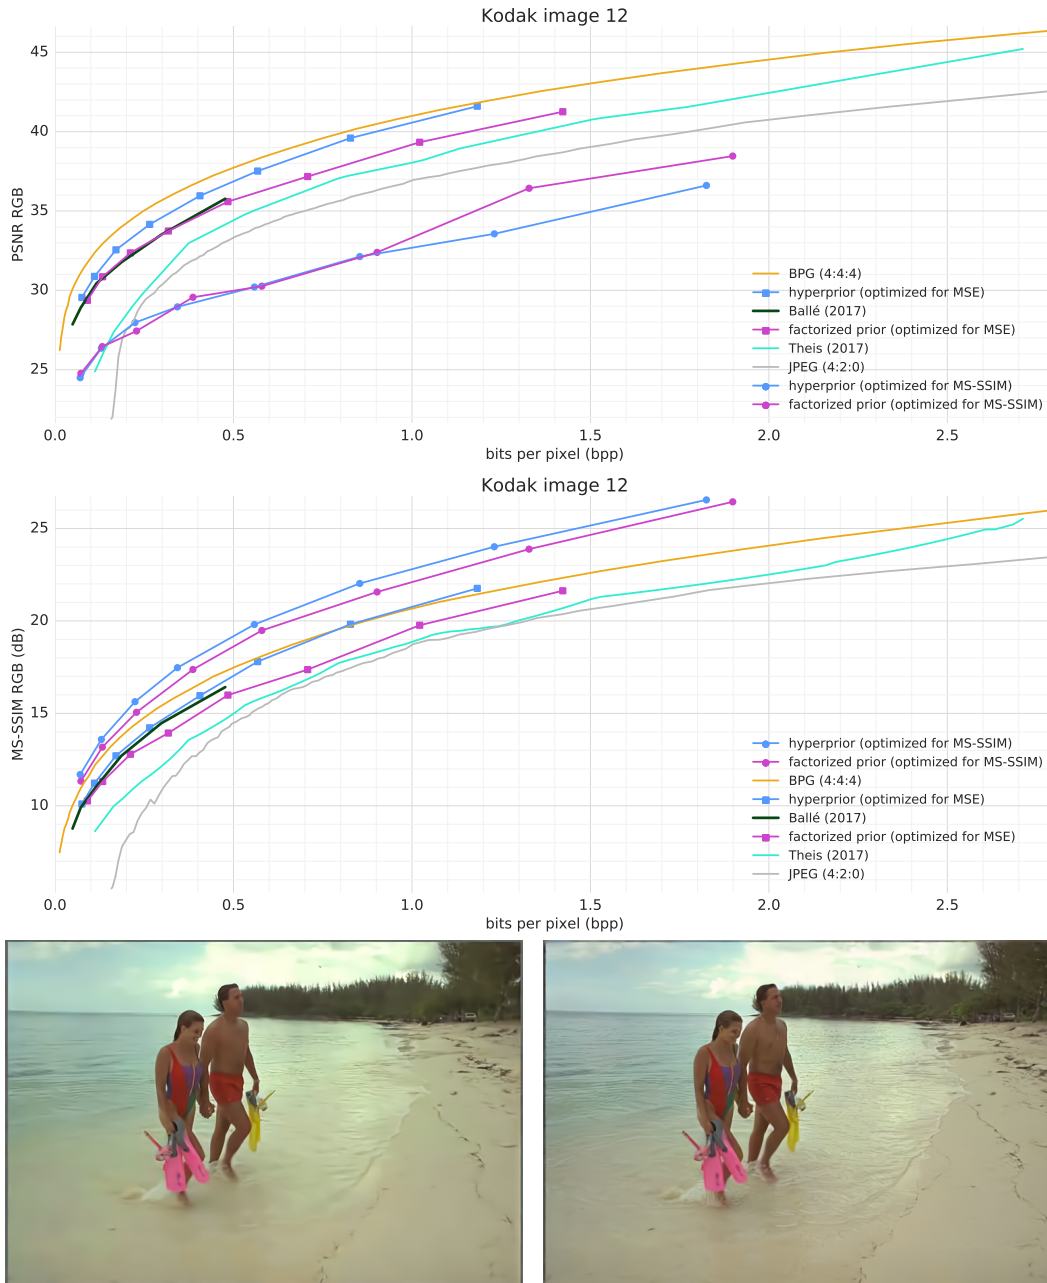 Kodak image 12
PSNR RGB
45
40
35
30
25
BPG (4:4:4)
hyperprior (optimized for MSE)
Ballé (2017)
factorized prior (optimized for MSE)
Theis (2017)
JPEG (4:2:0)
hyperprior (optimized for MS-SSIM)
factorized prior (optimized for MS-SSIM)
0.0 0.5 1.0 1.5 2.0 2.5
bits per pixel (bpp)
Kodak image 12
MS-SSIM RGB (dB)
25
20
15
10
hyperprior (optimized for MS-SSIM)
factorized prior (optimized for MS-SSIM)
BPG (4:4:4)
hyperprior (optimized for MSE)
Ballé (2017)
factorized prior (optimized for MSE)
Theis (2017)
JPEG (4:2:0)
0.0 0.5 1.0 1.5 2.0 2.5
bits per pixel (bpp)